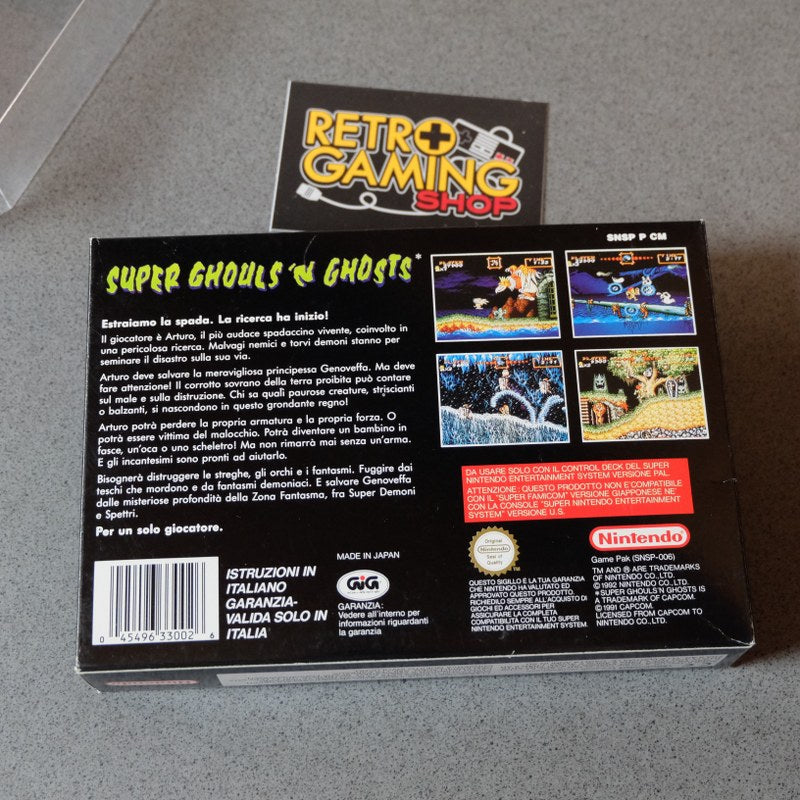 RETRO
GAMING
SHOP
SNSP P CM
SUPER GHOULS 'N GHOSTS*
Estraiamo la spada. La ricerca ha inizio!
Il giocatore è Arturo, il più audace spadaccino vivente, coinvolto in
una pericolosa ricerca. Malvagi nemici e torvi demoni stanno per
seminare il disastro sulla sua via.
Arturo deve salvare la meravigliosa principessa Genoveffa. Ma deve
fare attenzione! Il corrotto sovrano della terra proibita può contare
sul male e sulla distruzione. Chi sa quali paurose creature, striscianti
o balzanti, si nascondono in questo grondante regno!
Arturo potrà perdere la propria armatura e la propria forza. O
potrà essere vittima del malocchio. Potrà diventare un bambino in
fasce, un'oca o uno scheletro! Ma non rimarrà mai senza un'arma.
E gli incantesimi sono pronti ad aiutarlo.
Bisognerà distruggere le streghe, gli orchi e i fantasmi. Fuggire dai
teschi che mordono e da fantasmi demoniaci. E salvare Genoveffa
dalle misteriose profondità della Zona Fantasma, fra Super Demoni
e Spettri.
Per un solo giocatore.
DA USARE SOLO CON IL CONTROL DECK DEL SUPER
NINTENDO ENTERTAINMENT SYSTEM VERSIONE PAL.
ATTENZIONE: QUESTO PRODOTTO NON E'COMPATIBILE
CON IL "SUPER FAMICOM" VERSIONE GIAPPONESE NE'
CON LA CONSOLE "SUPER NINTENDO ENTERTAINMENT
SYSTEM" VERSIONE U.S.
0 45496 33002 6
ISTRUZIONI IN
ITALIANO
GARANZIA-
VALIDA SOLO IN
ITALIA
MADE IN JAPAN
GIG
GARANZIA:
Vedere all'interno per
informazioni riguardanti
la garanzia
Original
Nintendo
Seal of
Quality
QUESTO SIGILLO È LA TUA GARANZIA
CHE NINTENDO HA VALUTATO ED
APPROVATO QUESTO PRODOTTO.
RICHIEDILO SEMPRE ALL'ACQUISTO DI
GIOCHI ED ACCESSORI PER
ASSICURARE LA COMPLETA
COMPATIBILITÀ CON IL TUO SUPER
NINTENDO ENTERTAINMENT SYSTEM.
Nintendo
Game Pak (SNSP-006)
TM AND ® ARE TRADEMARKS
OF NINTENDO CO.,LTD.
©1992 NINTENDO CO.,LTD.
*SUPER GHOULS'N GHOSTS IS
A TRADEMARK OF CAPCOM.
©1991 CAPCOM.
LICENSED FROM CAPCOM TO
NINTENDO CO.,LTD.